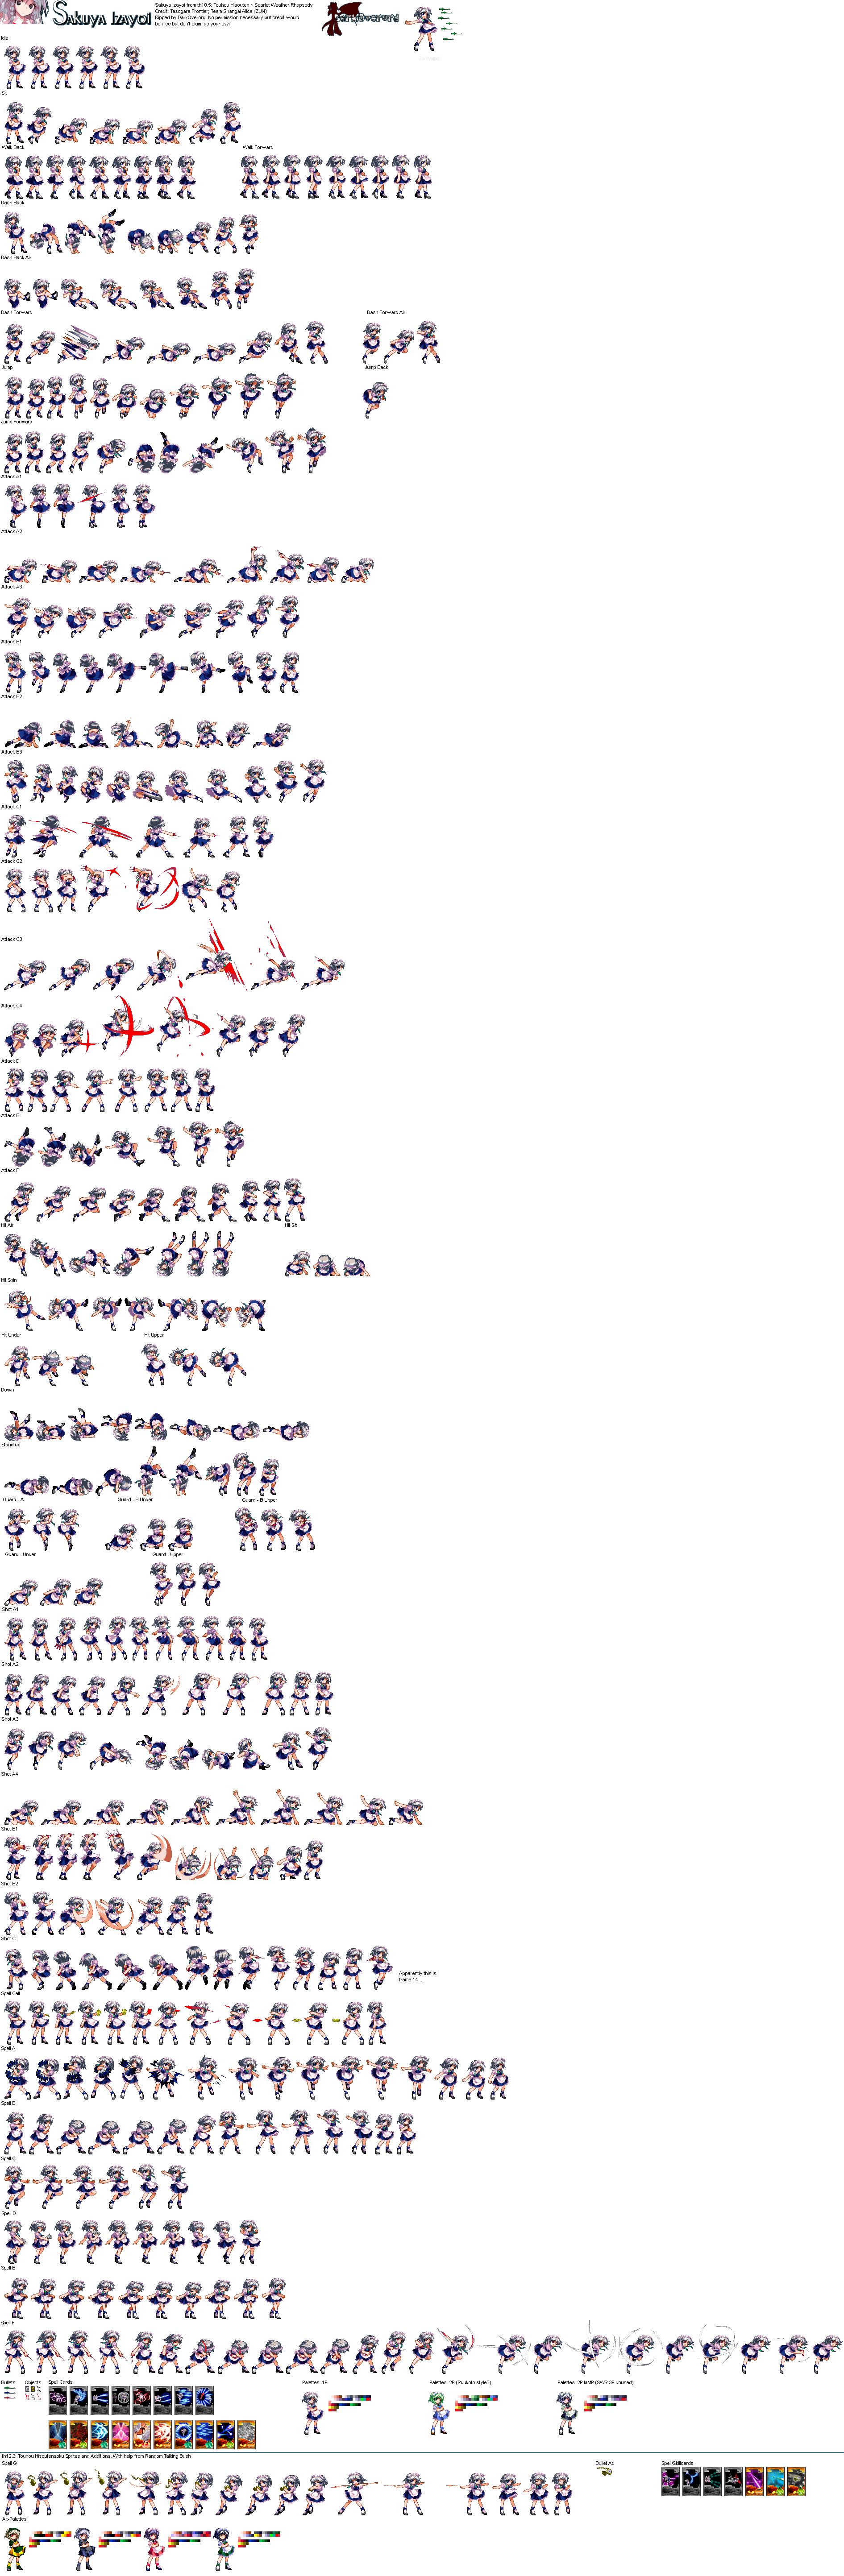 Sakuya Izayoi
Sakuya Izayoi from th10.5: Touhou Hisouten ~ Scarlet Weather Rhapsody
Credit: Tasogare Frontier, Team Shangai Alice (ZUN)
Ripped by DarkOverord. No permission necessary but credit would
be nice but don't claim as your own
DarkOverord
Idle
Sit
Walk Back
Walk Forward
Dash Back
Dash Back Air
Dash Forward
Dash Forward Air
Jump
Jump Back
Jump Forward
Attack A1
Attack A2
Attack A3
Attack B1
Attack B2
Attack B3
Attack C1
Attack C2
Attack C3
Attack C4
Attack D
Attack E
Attack F
Hit Air
Hit Sit
Hit Spin
Hit Under
Hit Upper
Down
Stand up
Guard - A
Guard - B Under
Guard - B Upper
Guard - Under
Guard - Upper
Shot A1
Shot A2
Shot A3
Shot A4
Shot B1
Shot B2
Shot C
Apparently this is
frame 14....
Spell Call
Spell A
Spell B
Spell C
Spell D
Spell E
Spell F
Bullets
Objects
Spell Cards
Palettes 1P
Palettes 2P (Ruukoto style?)
Palettes 2P IaMP (SWR 3P unused)
th12.3: Touhou Hisoutensoku Sprites and Additions. With help from Random Talking Bush
Spell G
Bullet Ad
Spell/Skillcards
Alt-Palettes